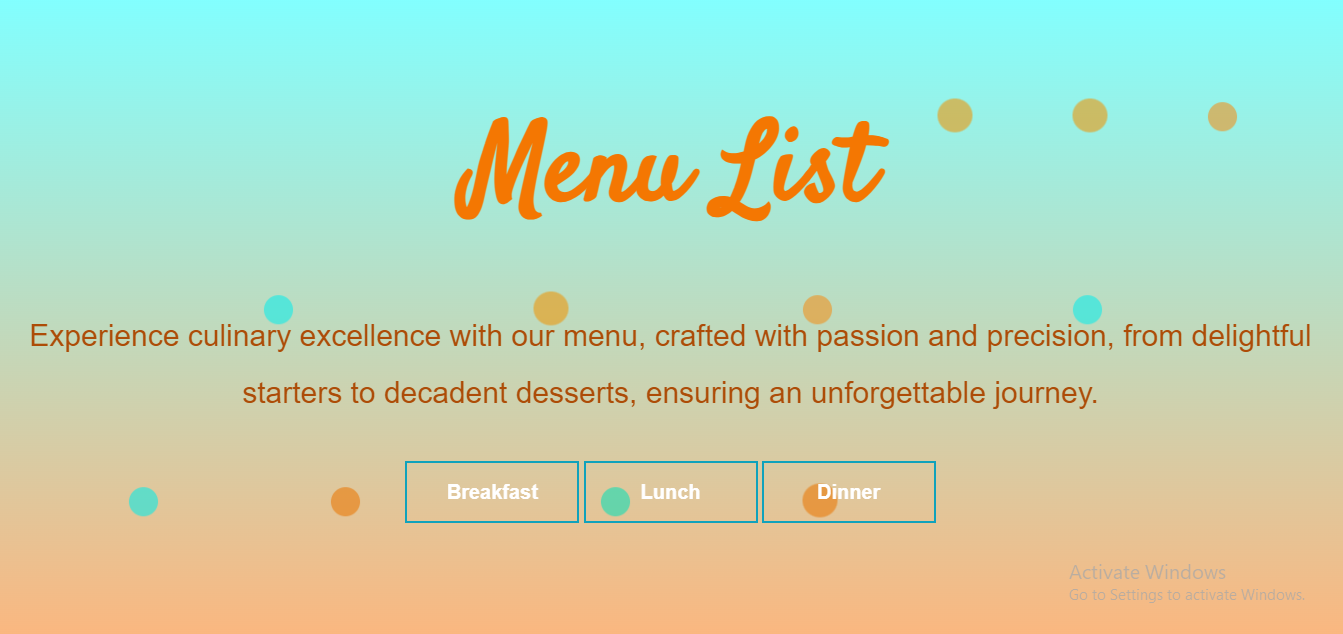 Menu List
Experience culinary excellence with our menu, crafted with passion and precision, from delightful
starters to decadent desserts, ensuring an unforgettable journey.
Breakfast Lunch Dinner
Activate Windows
Go to Settings to activate Windows.